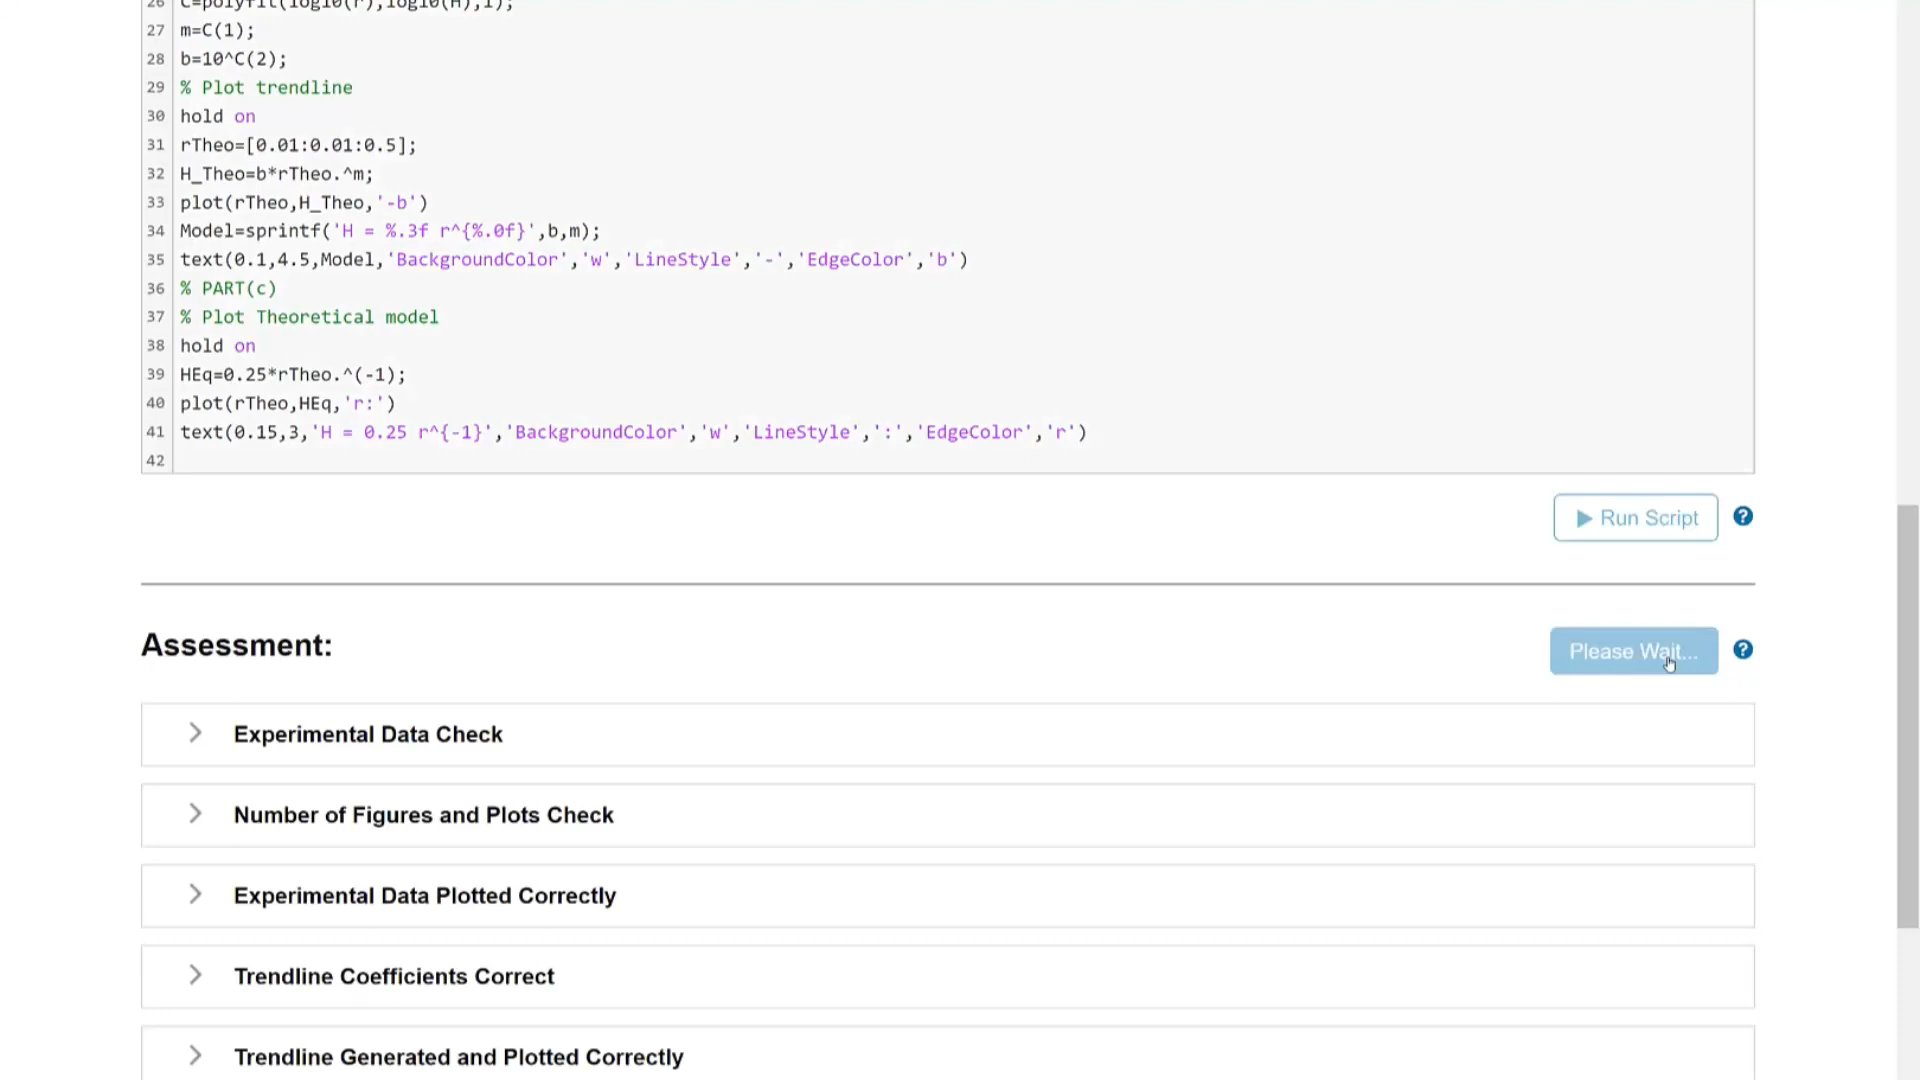 26 C=polyfit(log10(r),log10(H),1);
27 m=C(1);
28 b=10^C(2);
29 % Plot trendline
30 hold on
31 rTheo=[0.01:0.01:0.5];
32 H_Theo=b*rTheo.^m;
33 plot(rTheo,H_Theo,'-b')
34 Model=sprintf('H = %.3f r^{%.0f}',b,m);
35 text(0.1,4.5,Model,'BackgroundColor','w','LineStyle','-','EdgeColor','b')
36 % PART(c)
37 % Plot Theoretical model
38 hold on
39 HEq=0.25*rTheo.^(-1);
40 plot(rTheo,HEq,'r:')
41 text(0.15,3,'H = 0.25 r^{-1}','BackgroundColor','w','LineStyle',':','EdgeColor','r')
42
Run Script ?
Assessment:
Please Wait... ?
Experimental Data Check
Number of Figures and Plots Check
Experimental Data Plotted Correctly
Trendline Coefficients Correct
Trendline Generated and Plotted Correctly